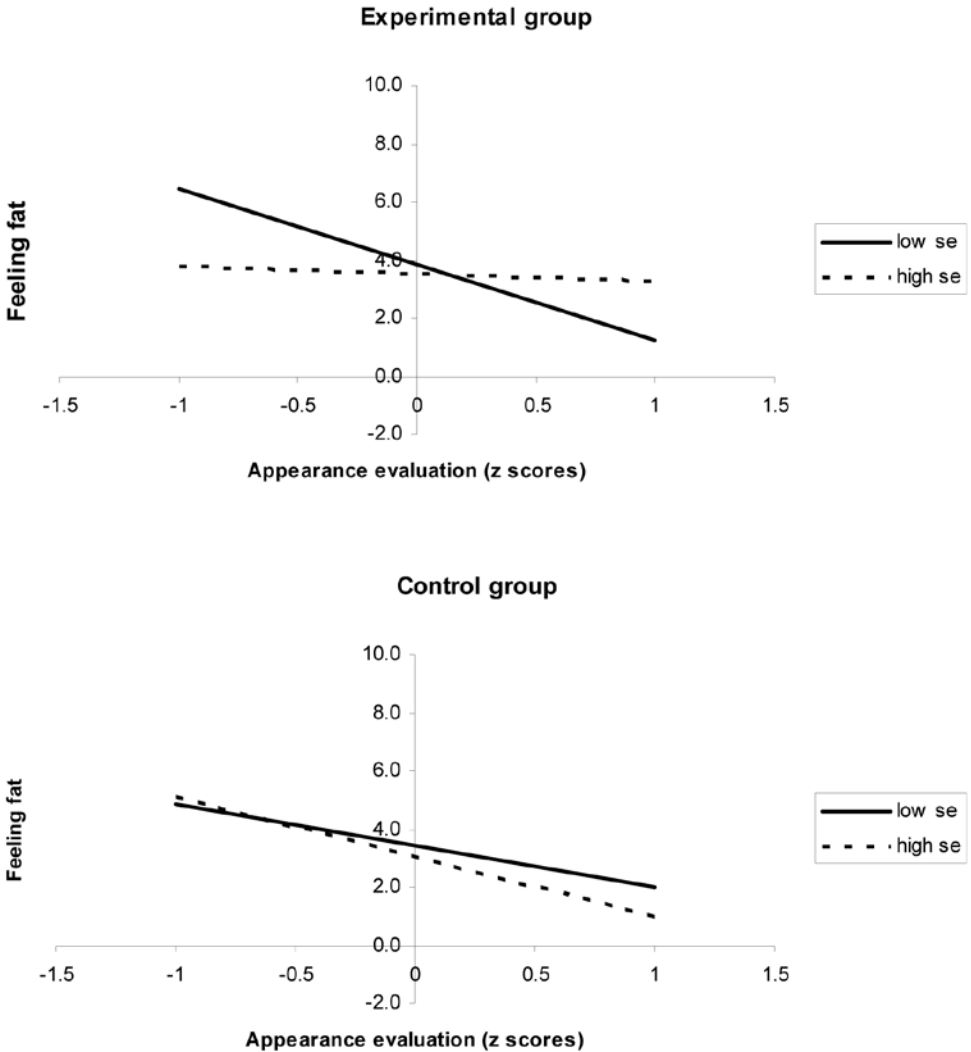 Experimental group
10.0
8.0
6.0
4.0
2.0
0.0
-2.0
-1.5 -1 -0.5 0 0.5 1 1.5
Feeling fat
Appearance evaluation (z scores)
low se
high se
Control group
10.0
8.0
6.0
4.0
2.0
0.0
-2.0
-1.5 -1 -0.5 0 0.5 1 1.5
Feeling fat
Appearance evaluation (z scores)
low se
high se